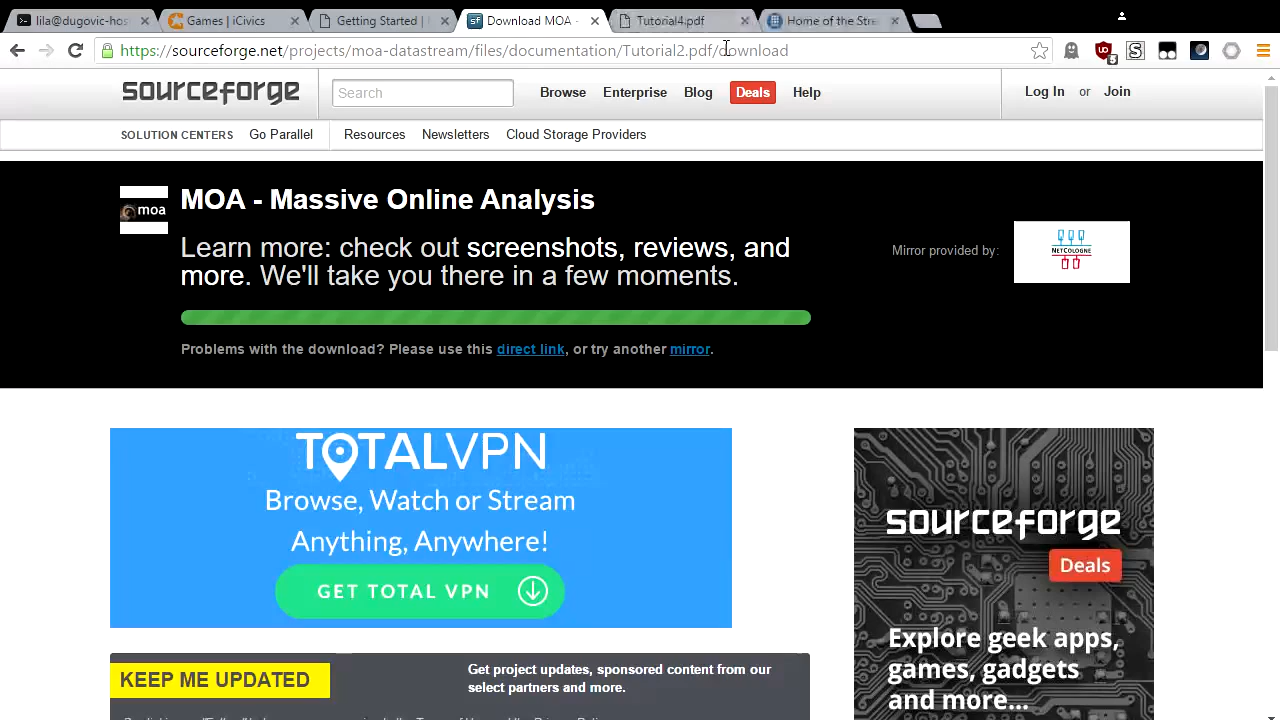 lila@dugovic-hos
Games | iCivics
Getting Started |
Download MOA -
Tutorial4.pdf
Home of the Stre
https://sourceforge.net/projects/moa-datastream/files/documentation/Tutorial2.pdf/download
5
sourceforge
Search
Browse
Enterprise
Blog
Deals
Help
Log In or Join
SOLUTION CENTERS
Go Parallel
Resources
Newsletters
Cloud Storage Providers
moa
MOA - Massive Online Analysis
Learn more: check out screenshots, reviews, and
more. We'll take you there in a few moments.
Mirror provided by:
NETCOLOGNE
Problems with the download? Please use this direct link, or try another mirror.
TOTALVPN
Browse, Watch or Stream
Anything, Anywhere!
GET TOTAL VPN
sourceforge
Deals
Explore geek apps,
games, gadgets
and more...
KEEP ME UPDATED
Get project updates, sponsored content from our
select partners and more.